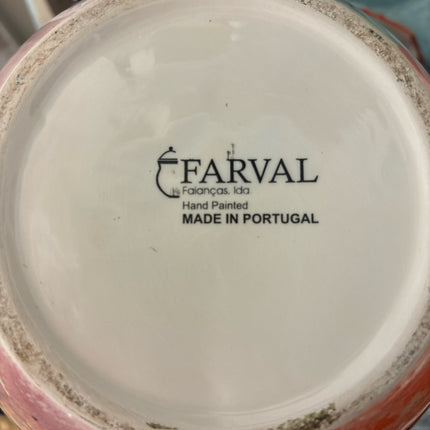 FARVAL
Faianças, lda
Hand Painted
MADE IN PORTUGAL